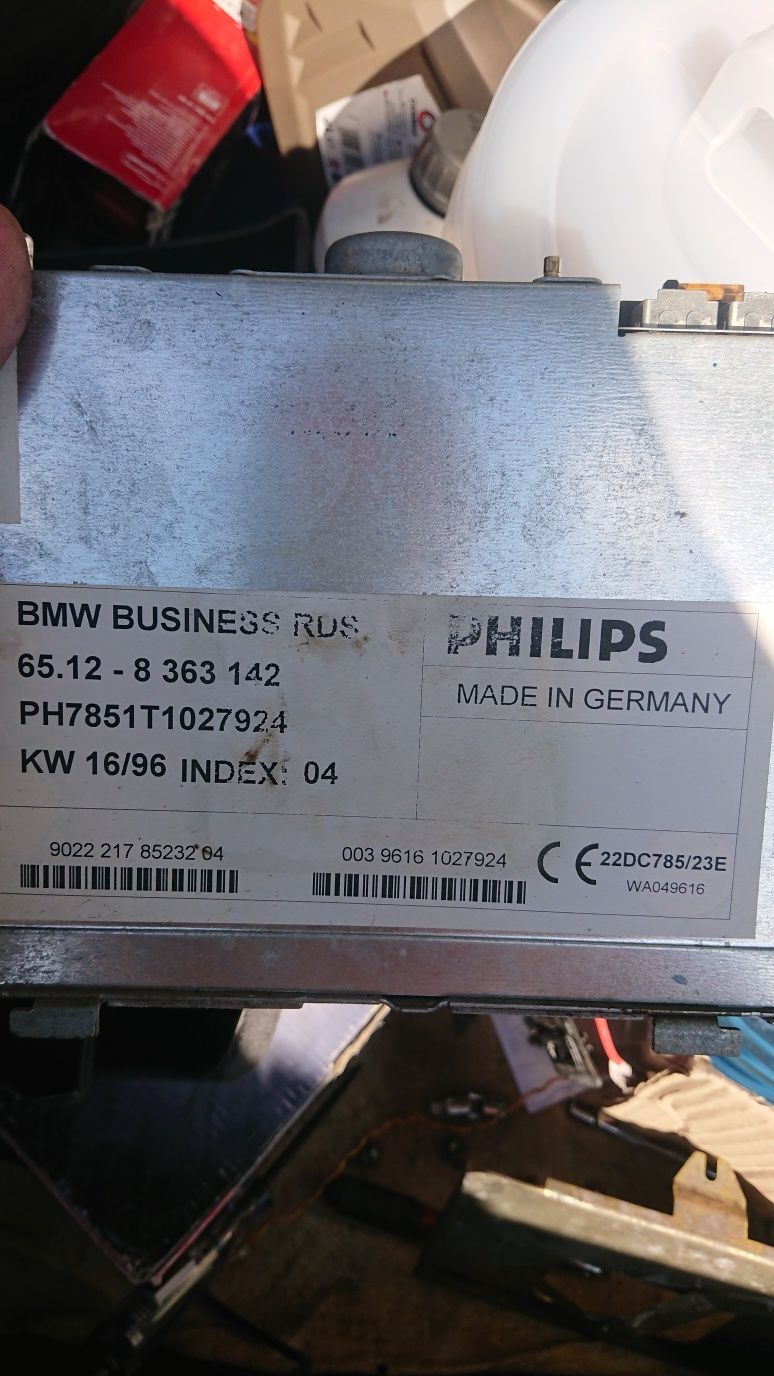 BMW BUSINESS RDS
65.12 - 8 363 142
PH7851T1027924
KW 16/96 INDEX: 04
PHILIPS
MADE IN GERMANY
9022 217 85232 04
003 9616 1027924
CE 22DC785/23E
WA049616